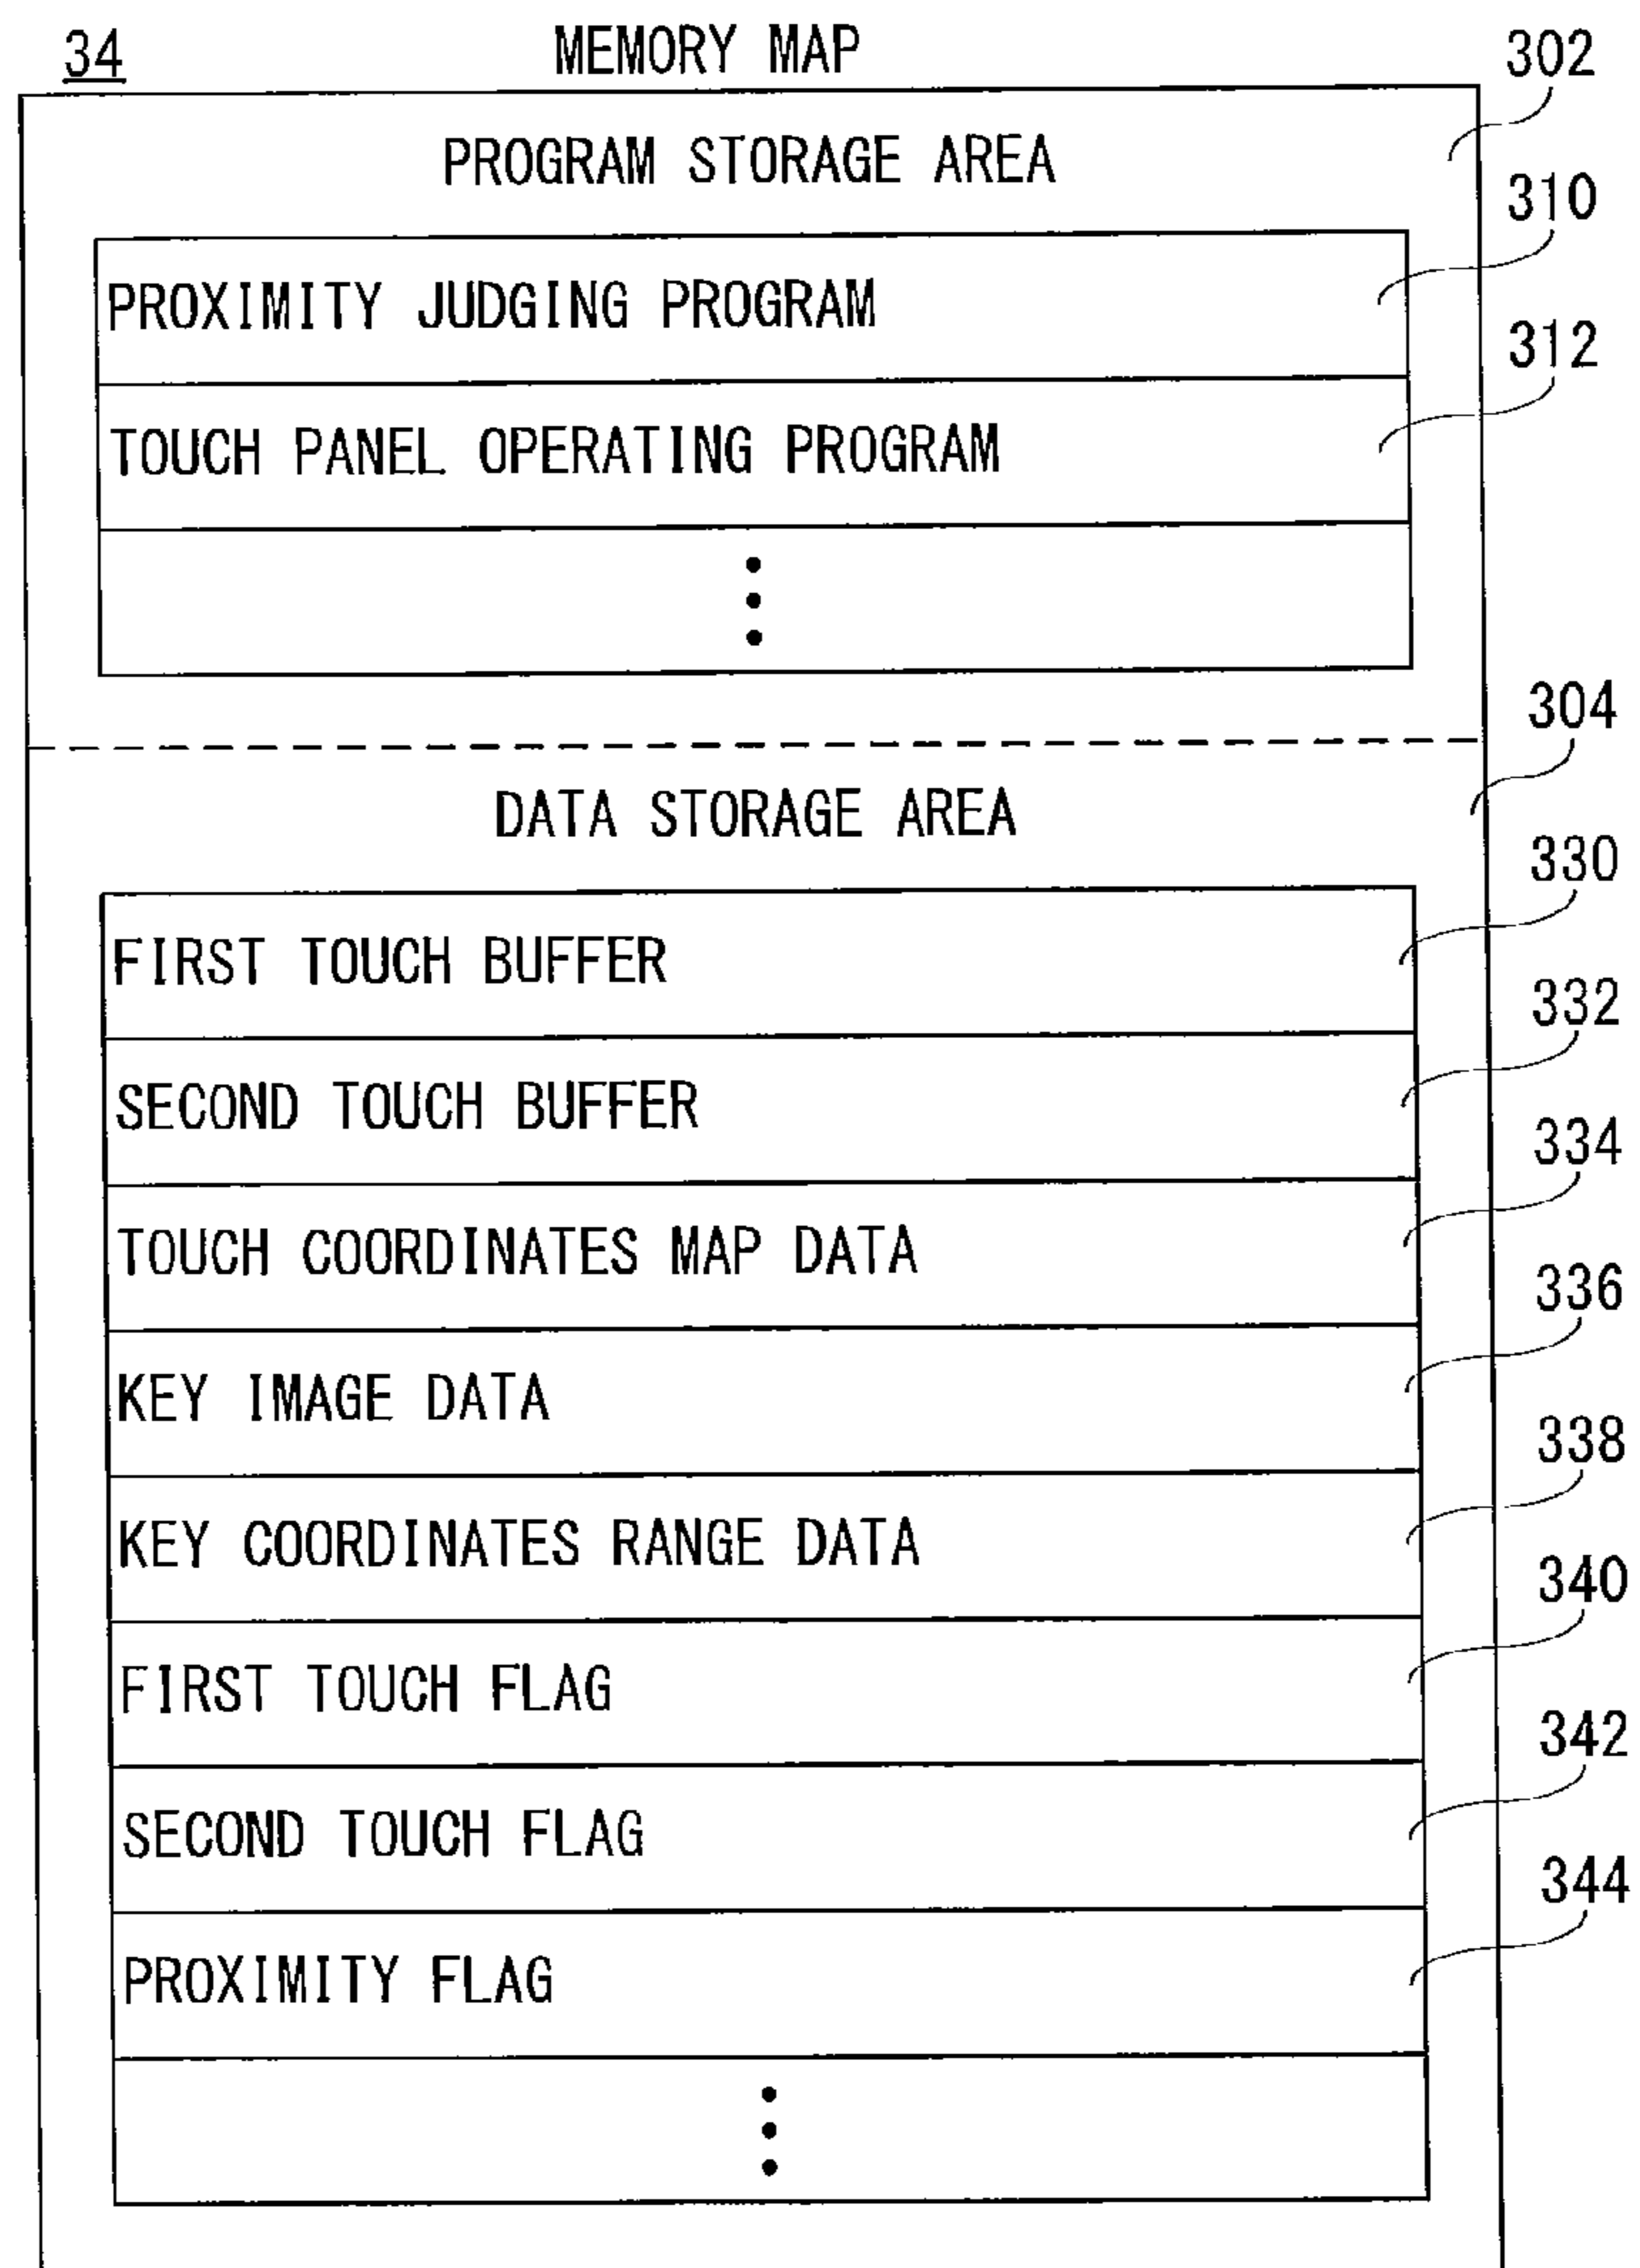 34 MEMORY MAP 302
PROGRAM STORAGE AREA
310
PROXIMITY JUDGING PROGRAM
312
TOUCH PANEL OPERATING PROGRAM
304
DATA STORAGE AREA
330
FIRST TOUCH BUFFER
332
SECOND TOUCH BUFFER
334
TOUCH COORDINATES MAP DATA
336
KEY IMAGE DATA
338
KEY COORDINATES RANGE DATA
340
FIRST TOUCH FLAG
342
SECOND TOUCH FLAG
344
PROXIMITY FLAG